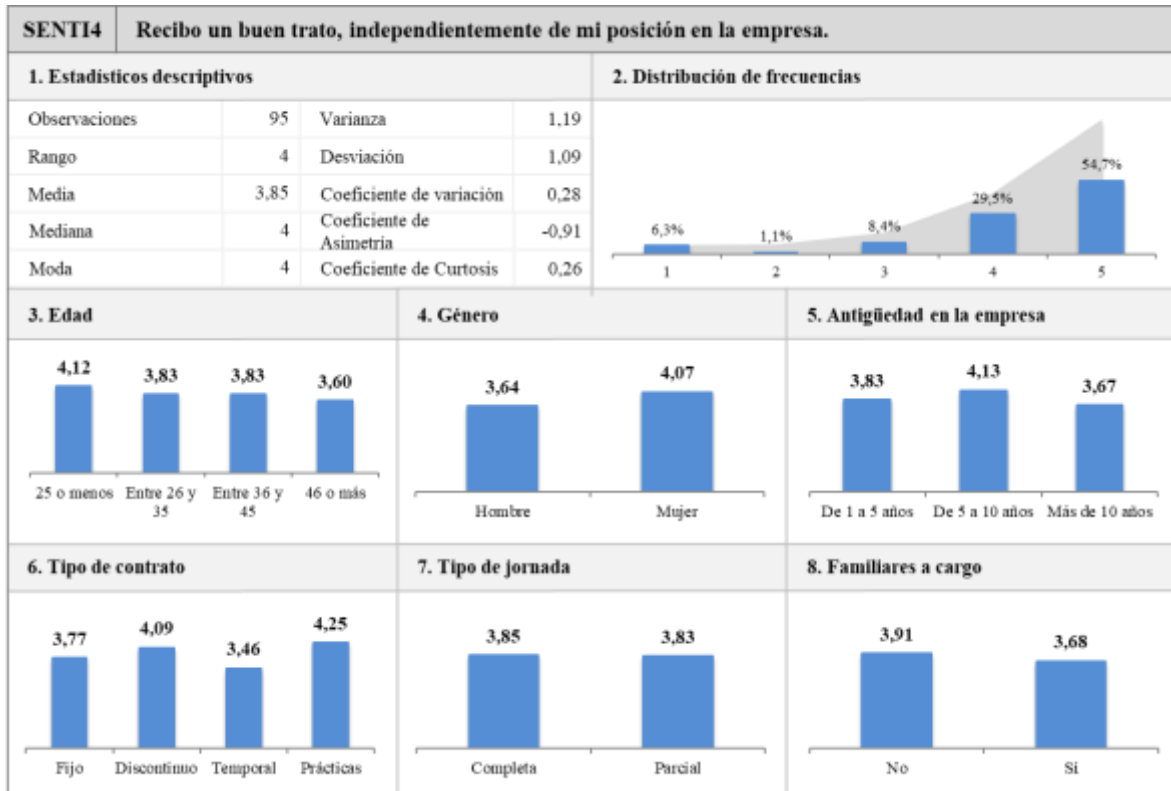 SENTI4 Recibo un buen trato, independientemente de mi posición en la empresa.
1. Estadísticos descriptivos
Observaciones 95 Varianza 1,19
Rango 4 Desviación 1,09
Media 3,85 Coeficiente de variación 0,28
Mediana 4 Coeficiente de Asimetría -0,91
Moda 4 Coeficiente de Curtosis 0,26
2. Distribución de frecuencias
6,3% 1,1% 8,4% 29,5% 54,7%
1 2 3 4 5
3. Edad
4,12 3,83 3,83 3,60
25 o menos Entre 26 y 35 Entre 36 y 45 46 o más
4. Género
3,64 4,07
Hombre Mujer
5. Antigüedad en la empresa
3,83 4,13 3,67
De 1 a 5 años De 5 a 10 años Más de 10 años
6. Tipo de contrato
3,77 4,09 3,46 4,25
Fijo Discontinuo Temporal Prácticas
7. Tipo de jornada
3,85 3,83
Completa Parcial
8. Familiares a cargo
3,91 3,68
No Sí